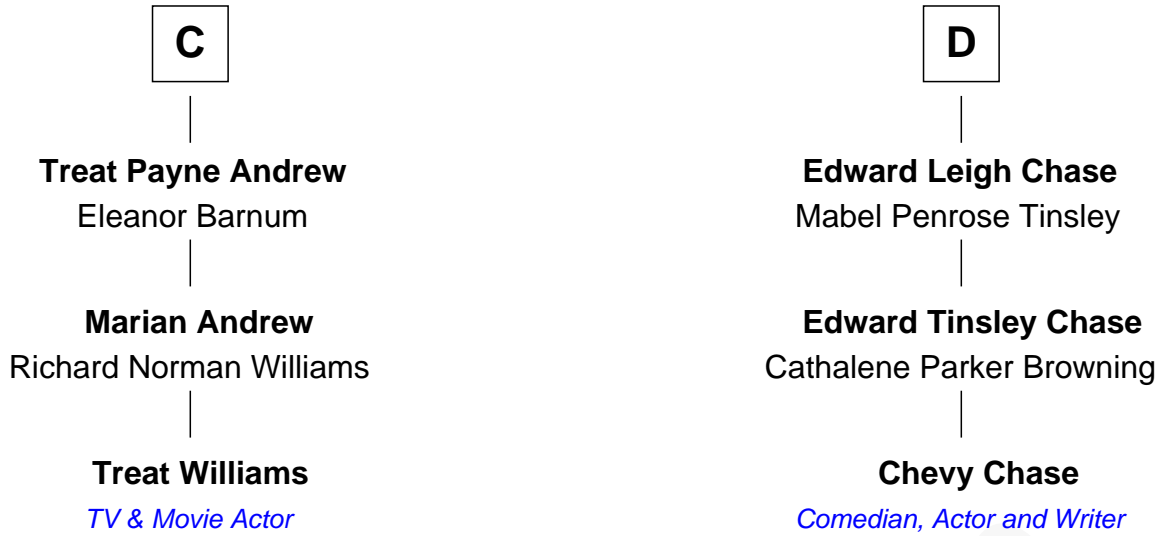 C
Treat Payne Andrew
Eleanor Barnum
Marian Andrew
Richard Norman Williams
Treat Williams
TV & Movie Actor
D
Edward Leigh Chase
Mabel Penrose Tinsley
Edward Tinsley Chase
Cathalene Parker Browning
Chevy Chase
Comedian, Actor and Writer